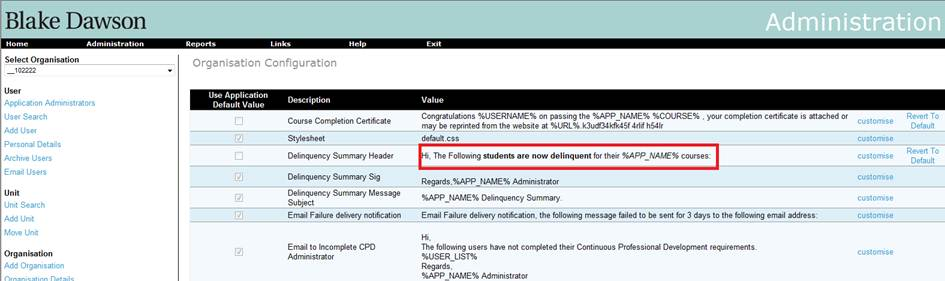 Blake Dawson
Administration
Home Administration Reports Links Help Exit
Select Organisation
__102222
User
Application Administrators
User Search
Add User
Personal Details
Archive Users
Email Users
Unit
Unit Search
Add Unit
Move Unit
Organisation
Add Organisation
Organisation Details
Organisation Configuration
Use Application
Default Value
Description
Value
Course Completion Certificate
Congratulations %USERNAME% on passing the %APP_NAME% %COURSE% , your completion certificate is attached or
may be reprinted from the website at %URL%.k3udf34kfk45f 4rlif h54lr
customise
Revert To
Default
Stylesheet
default.css
customise
Delinquency Summary Header
Hi, The Following students are now delinquent for their %APP_NAME% courses:
customise
Revert To
Default
Delinquency Summary Sig
Regards,%APP_NAME% Administrator
customise
Delinquency Summary Message
Subject
%APP_NAME% Delinquency Summary.
customise
Email Failure delivery notification
Email Failure delivery notification, the following message failed to be sent for 3 days to the following email address:
customise
Email to Incomplete CPD
Administrator
Hi,
The following users have not completed their Continuous Professional Development requirements.
%USER_LIST%
Regards,
%APP_NAME% Administrator
customise